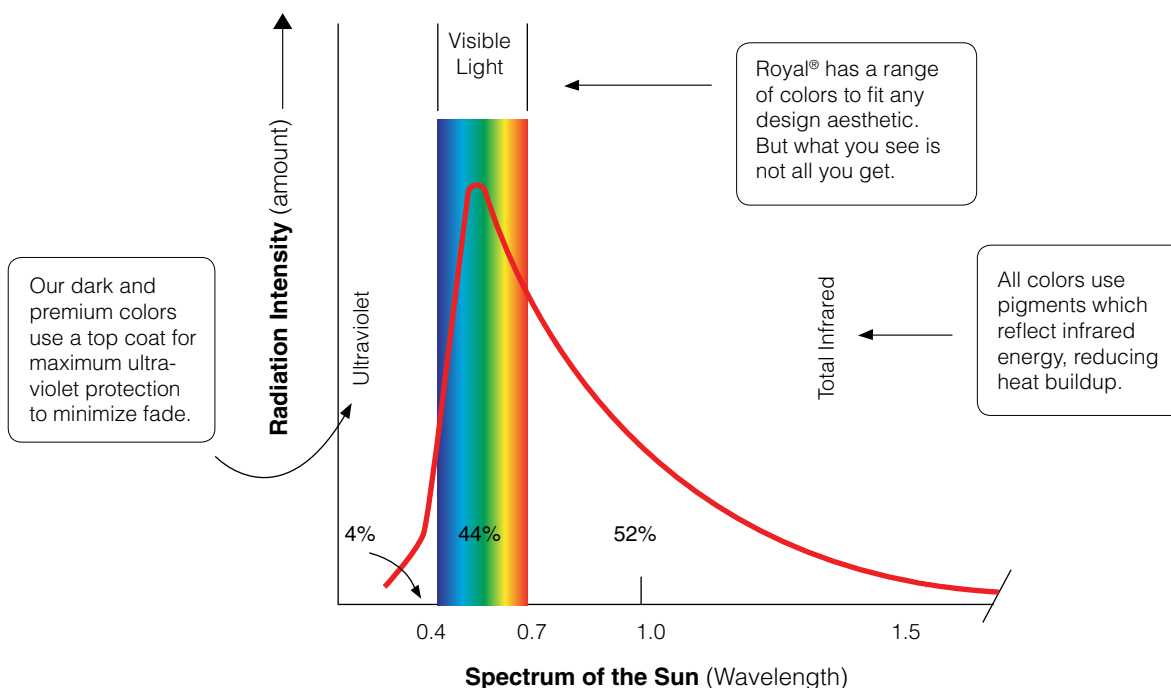 Visible
Light
Royal® has a range
of colors to fit any
design aesthetic.
But what you see is
not all you get.
Radiation Intensity (amount)
Our dark and
premium colors
use a top coat for
maximum ultra-
violet protection
to minimize fade.
Ultraviolet
Total Infrared
All colors use
pigments which
reflect infrared
energy, reducing
heat buildup.
4%
44%
52%
0.4
0.7
1.0
1.5
Spectrum of the Sun (Wavelength)